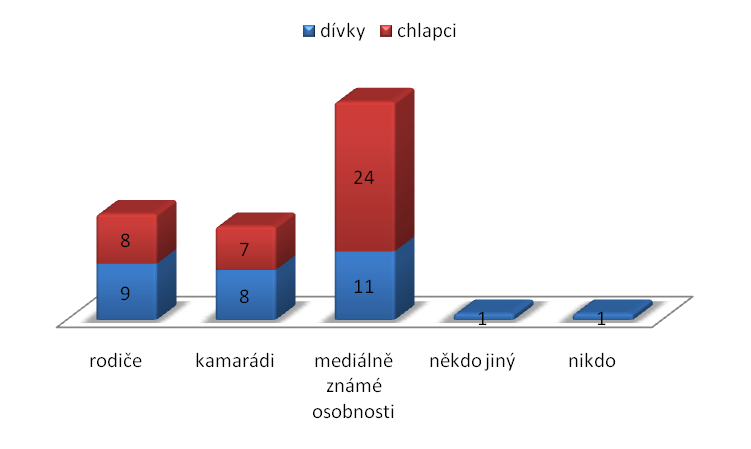 dívky chlapci
24
8
7
9
8
11
1
1
rodiče
kamarádi
mediálně
známé
osobnosti
někdo jiný
nikdo